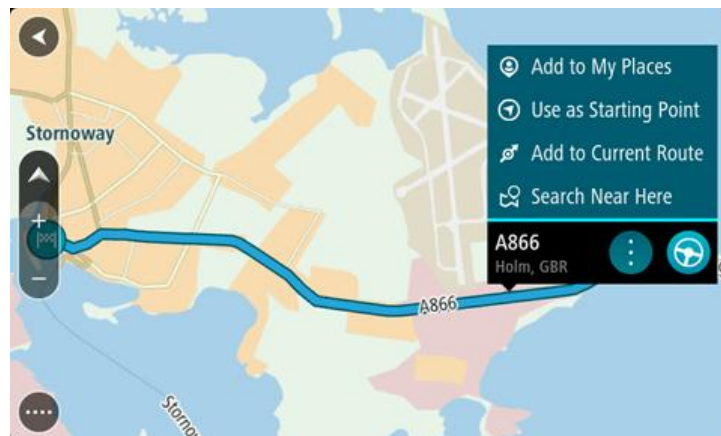 Add to My Places
Use as Starting Point
Add to Current Route
Search Near Here
A866
Holm, GBR
Stornoway
A866